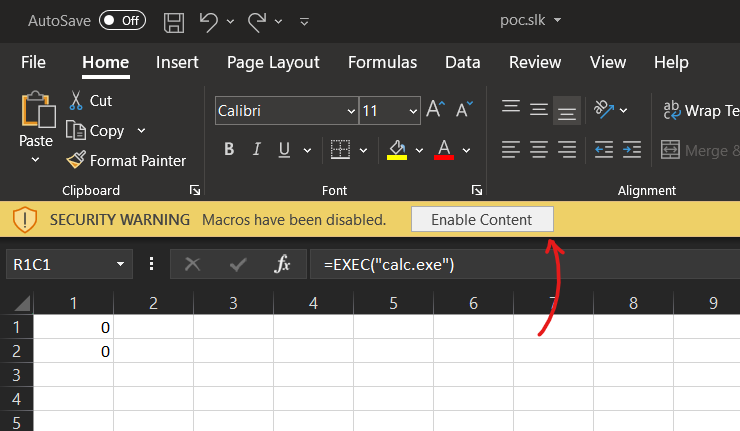 AutoSave Off poc.slk
File Home Insert Page Layout Formulas Data Review View Help
Cut
Calibri 11 A A Wrap Te
Copy
Paste
B I U A Merge &
Format Painter
Clipboard Font Alignment
SECURITY WARNING Macros have been disabled. Enable Content
R1C1 fx =EXEC("calc.exe")
1 2 3 4 5 6 7 8 9
1 0
2 0
3
4
5